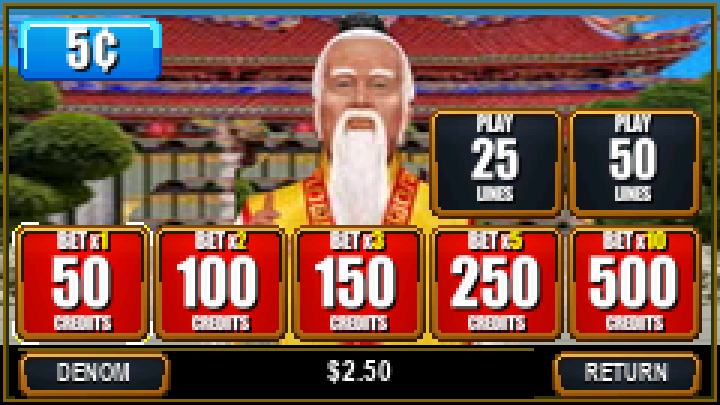 5¢
PLAY
25
LINES
PLAY
50
LINES
BET x1
50
CREDITS
BET x2
100
CREDITS
BET x3
150
CREDITS
BET x5
250
CREDITS
BET x10
500
CREDITS
DENOM
$2.50
RETURN